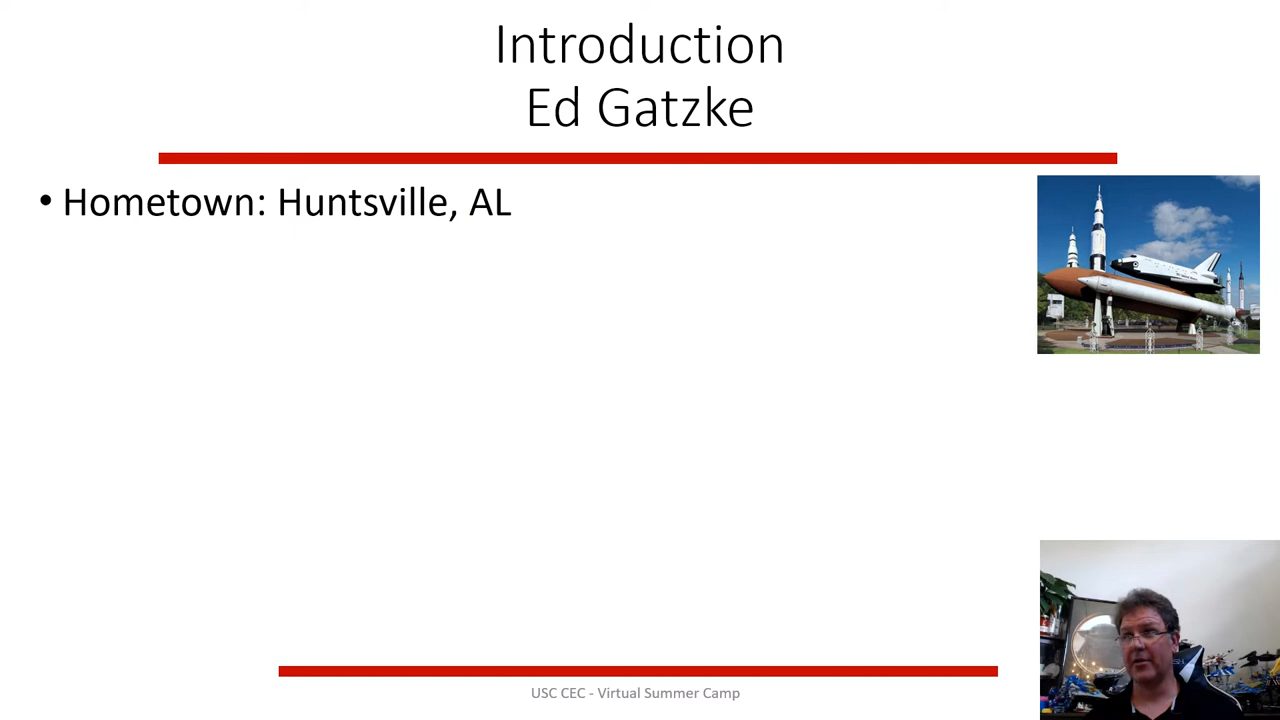 Introduction
Ed Gatzke
• Hometown: Huntsville, AL
USC CEC - Virtual Summer Camp